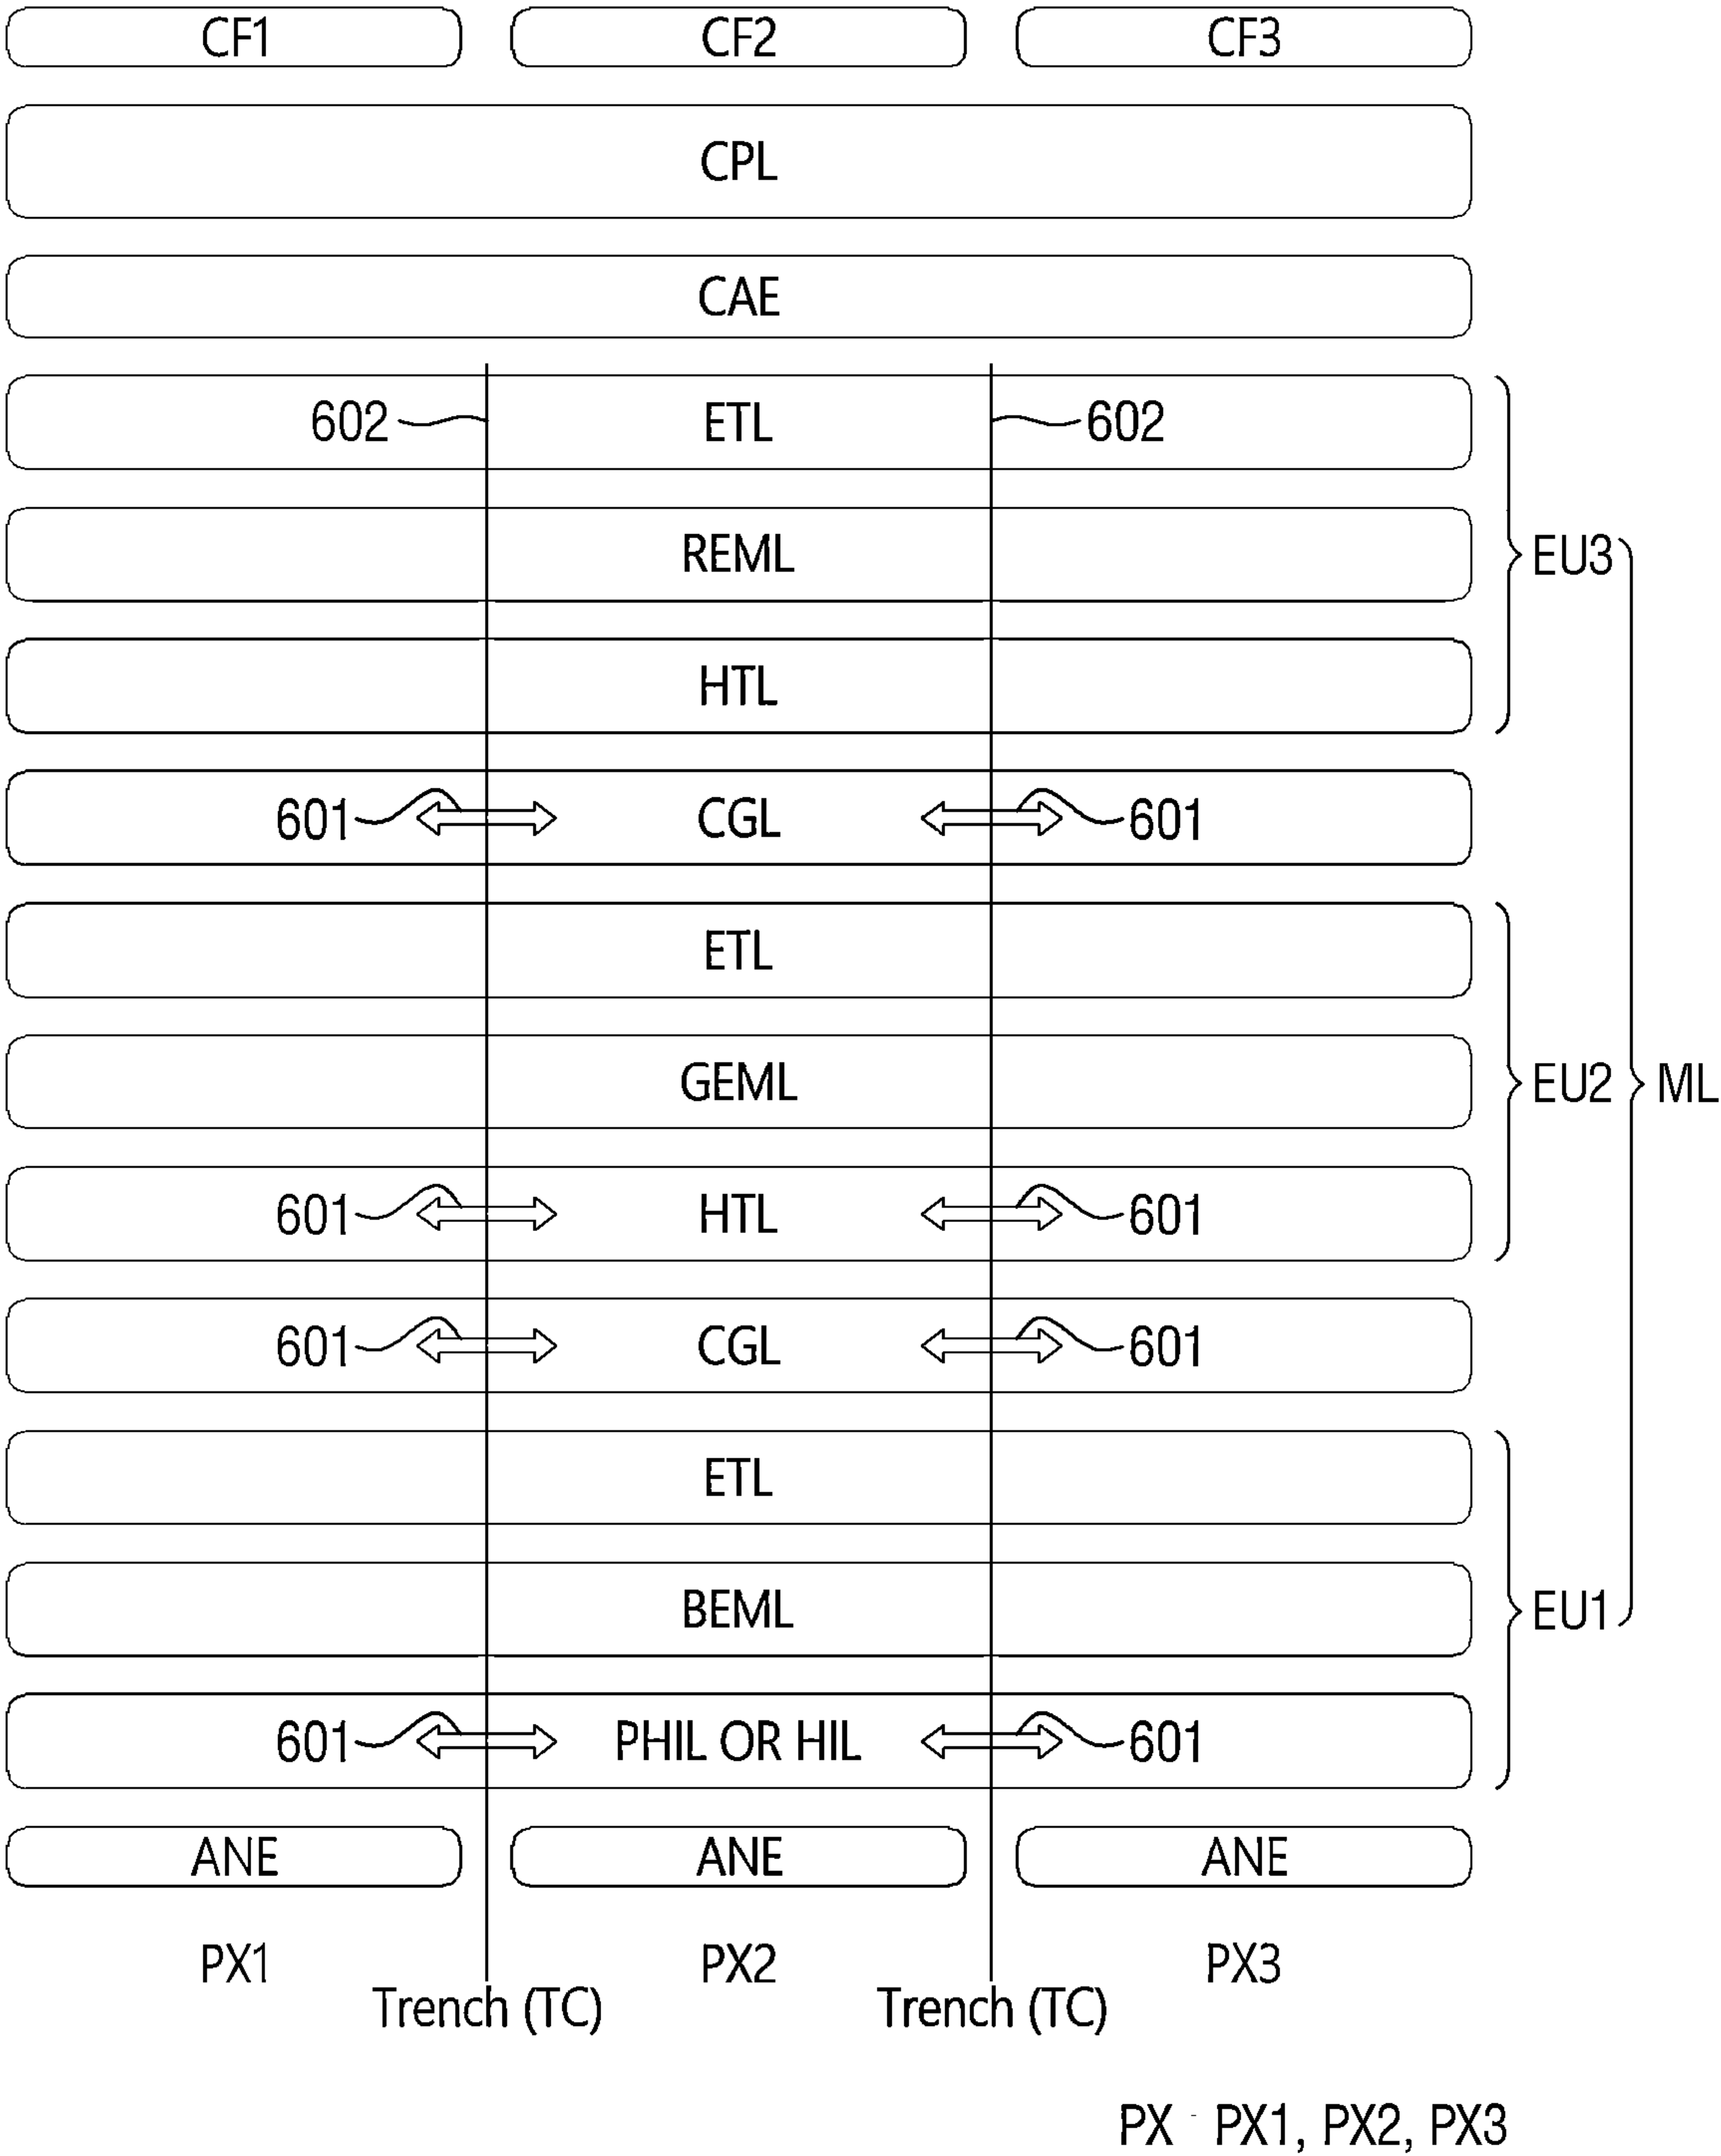 CF1 CF2 CF3
CPL
CAE
602 ETL 602
REML
EU3
HTL
601 CGL 601
ETL
GEML
EU2 ML
601 HTL 601
601 CGL 601
ETL
BEML
EU1
601 PHIL OR HIL 601
ANE ANE ANE
PX1 PX2 PX3
Trench (TC) Trench (TC)
PX - PX1, PX2, PX3